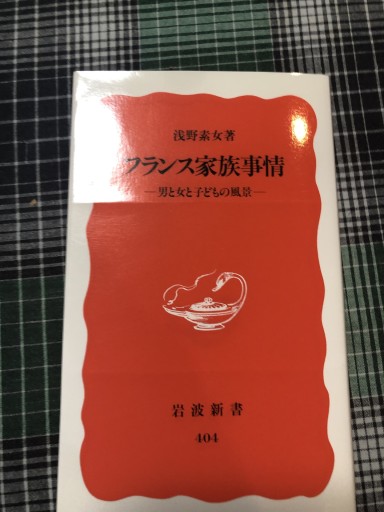 浅野素女著
フランス家族事情
―男と女と子どもの風景―
岩波新書
404